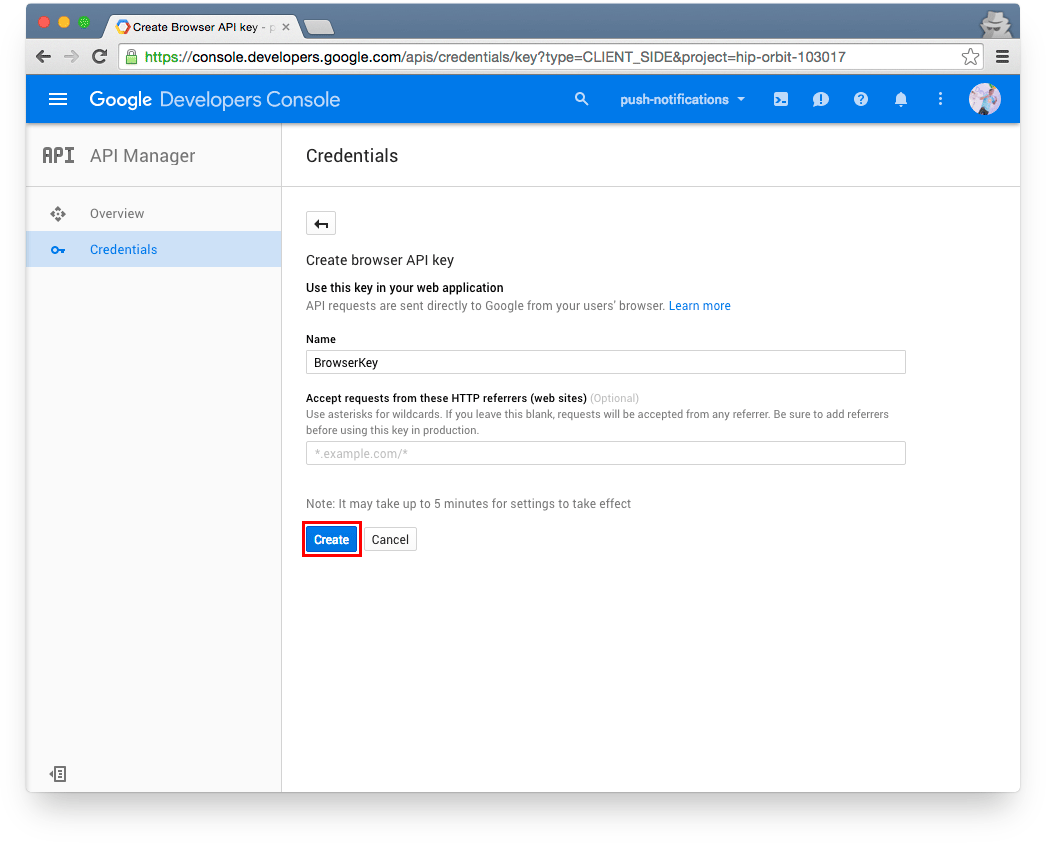 Create Browser API key - p
https://console.developers.google.com/apis/credentials/key?type=CLIENT_SIDE&project=hip-orbit-103017
Google Developers Console
push-notifications
API API Manager
Credentials
Overview
Credentials
Create browser API key
Use this key in your web application
API requests are sent directly to Google from your users' browser. Learn more
Name
BrowserKey
Accept requests from these HTTP referrers (web sites) (Optional)
Use asterisks for wildcards. If you leave this blank, requests will be accepted from any referrer. Be sure to add referrers
before using this key in production.
*.example.com/*
Note: It may take up to 5 minutes for settings to take effect
Create Cancel